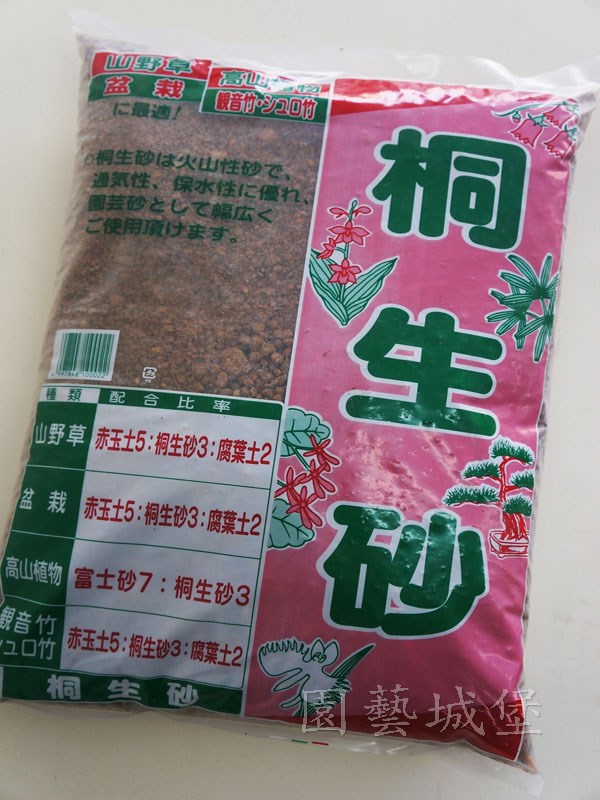 山野草
盆栽
高山植物
観音竹・シュロ竹
に最適!
○桐生砂は火山性砂で、
通気性、保水性に優れ、
園芸砂として幅広く
ご使用頂けます。
桐生砂
種類 配合比率
山野草 赤玉土5:桐生砂3:腐葉土2
盆栽 赤玉土5:桐生砂3:腐葉土2
高山植物 富士砂7:桐生砂3
観音竹
シュロ竹 赤玉土5:桐生砂3:腐葉土2
桐生砂
園藝城堡